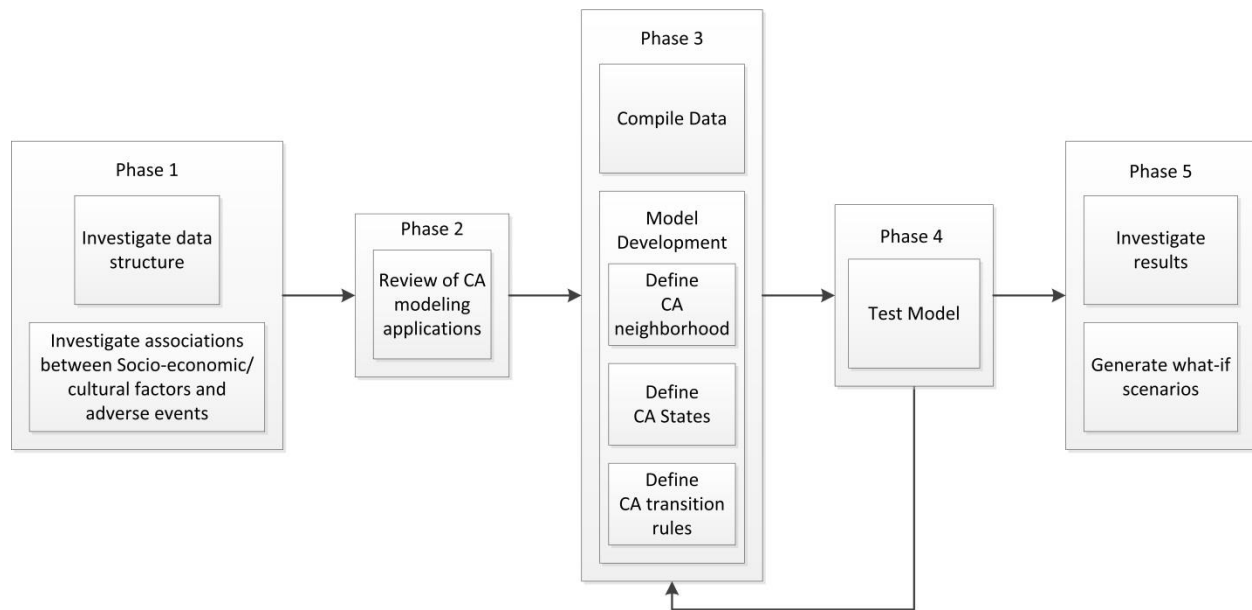 Phase 1
Investigate data
structure
Investigate associations
between Socio-economic/
cultural factors and
adverse events
Phase 2
Review of CA
modeling
applications
Phase 3
Compile Data
Model
Development
Define
CA
neighborhood
Define
CA States
Define
CA transition
rules
Phase 4
Test Model
Phase 5
Investigate
results
Generate what-if
scenarios